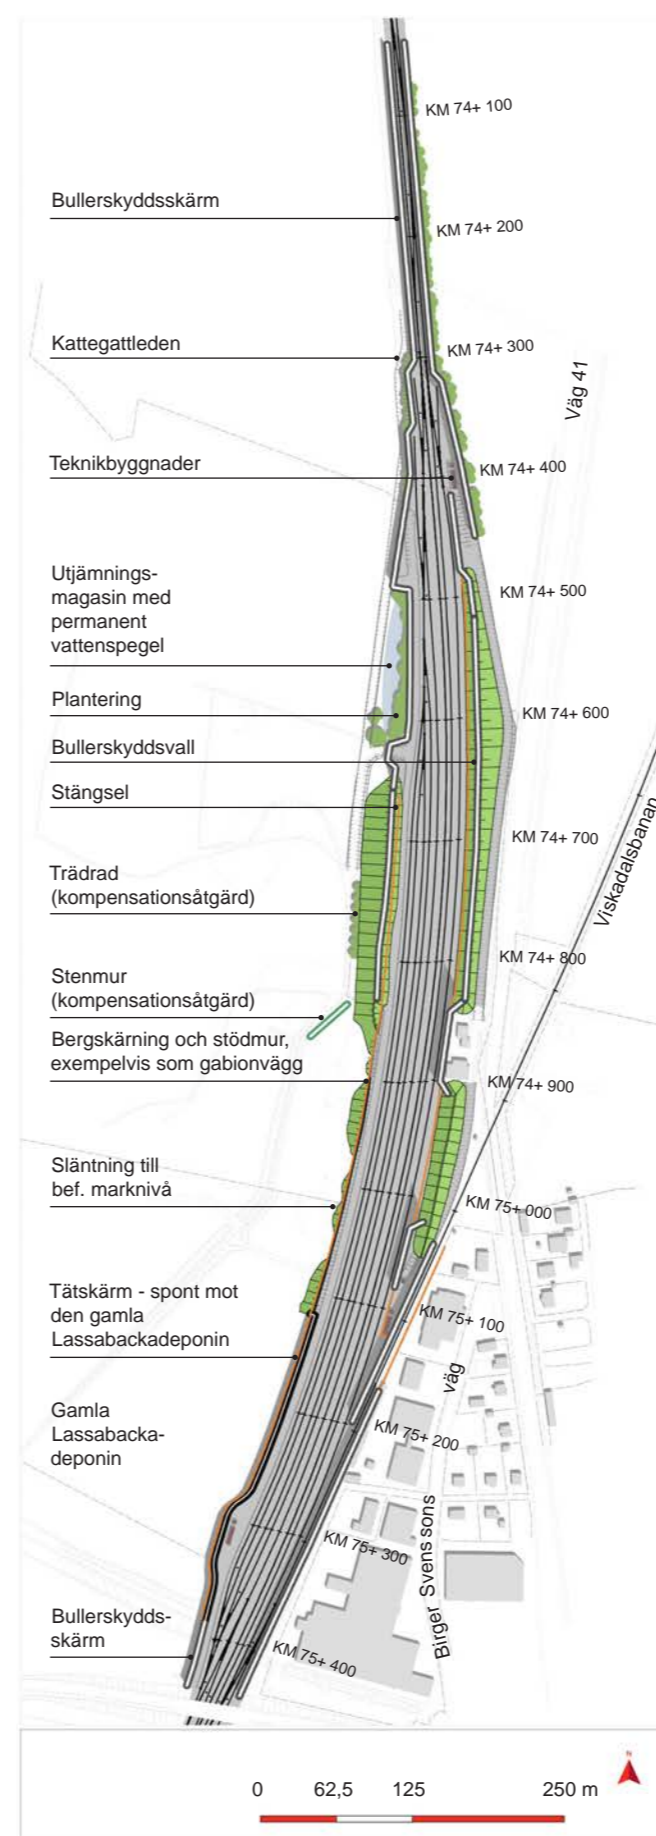 KM 74+ 100
Bullerskyddsskärm
KM 74+ 200
Kattegattleden
KM 74+ 300
Väg 41
Teknikbyggnader
KM 74+ 400
Utjämnings-
magasin med
permanent
vattenspegel
KM 74+ 500
Plantering
KM 74+ 600
Bullerskyddsvall
Stängsel
KM 74+ 700
Viskadalsbanan
Trädrad
(kompensationsåtgärd)
KM 74+ 800
Stenmur
(kompensationsåtgärd)
Bergskärning och stödmur,
exempelvis som gabionvägg
KM 74+ 900
Släntning till
bef. marknivå
KM 75+ 000
Tätskärm - spont mot
den gamla
Lassabackadeponin
KM 75+ 100
Gamla
Lassabacka-
deponin
KM 75+ 200
Birger Svenssons väg
KM 75+ 300
Bullerskydds-
skärm
KM 75+ 400
N
0 62,5 125 250 m